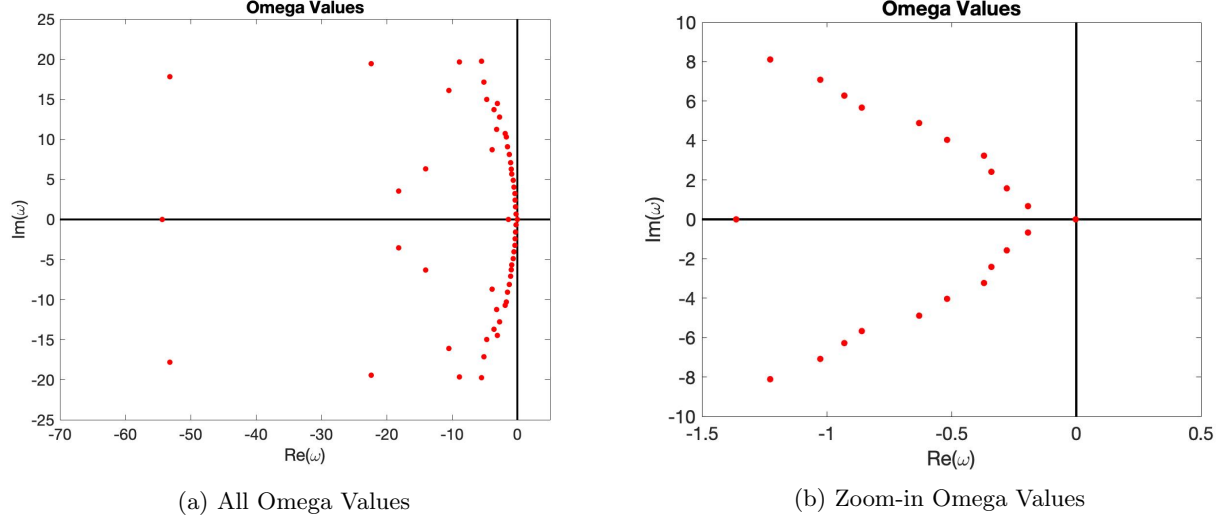 Omega Values
25
20
15
10
5
0
-5
-10
-15
-20
-25
Im(ω)
-70 -60 -50 -40 -30 -20 -10 0
Re(ω)
(a) All Omega Values
Omega Values
10
8
6
4
2
0
-2
-4
-6
-8
-10
Im(ω)
-1.5 -1 -0.5 0 0.5
Re(ω)
(b) Zoom-in Omega Values